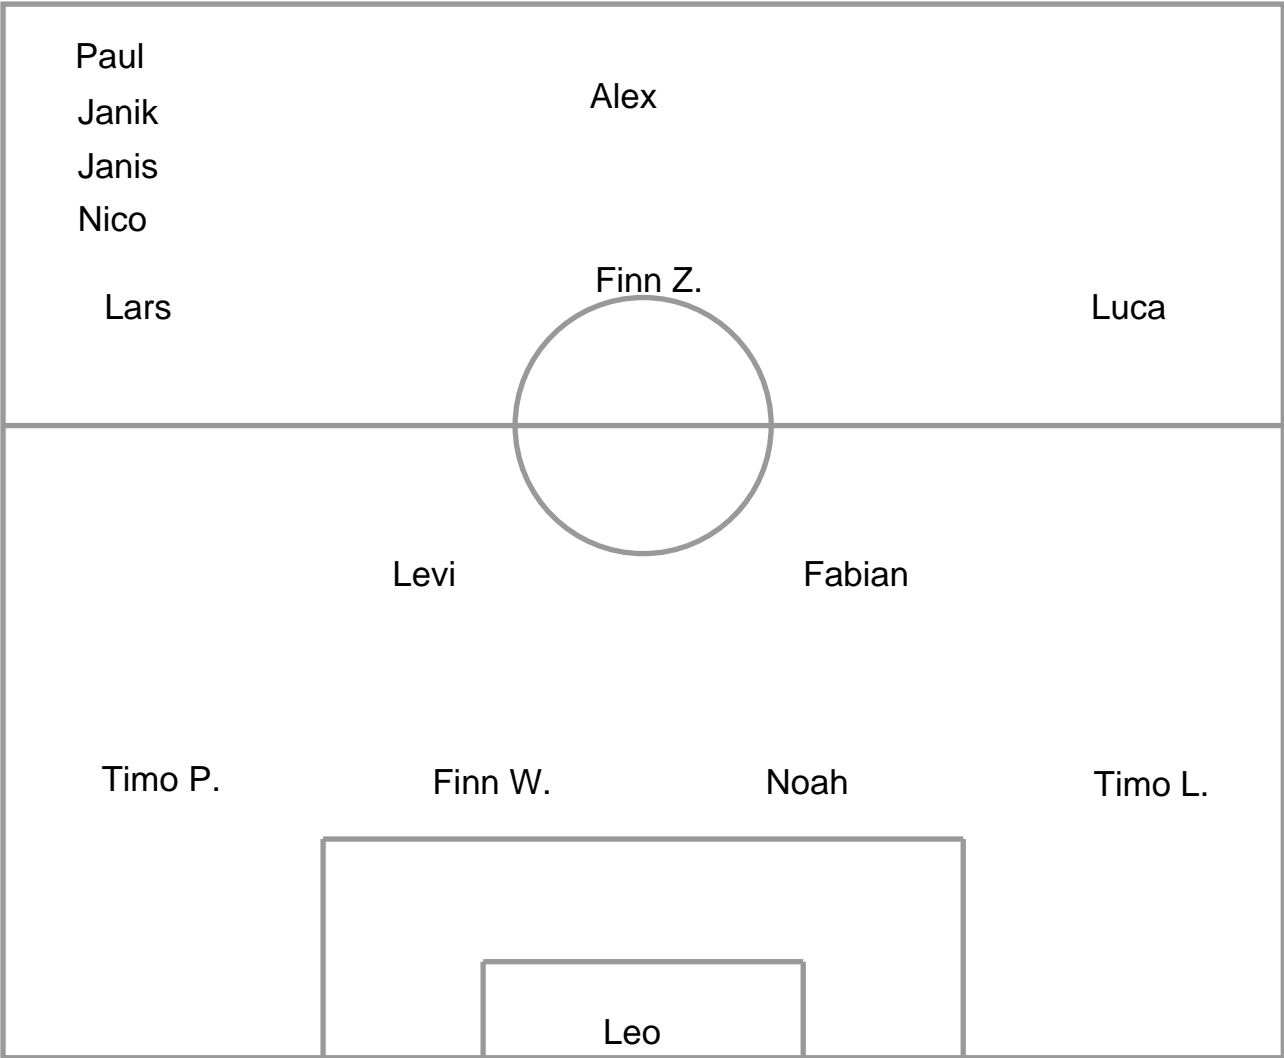 Paul
Alex
Janik
Janis
Nico
Finn Z.
Lars
Luca
Levi
Fabian
Timo P.
Finn W.
Noah
Timo L.
Leo